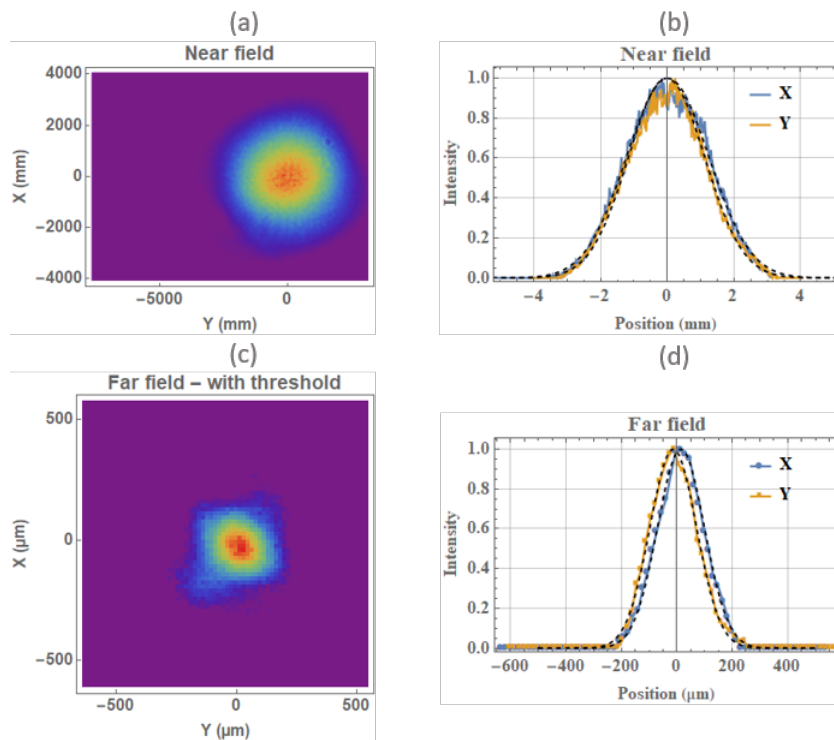 (a)
Near field
4000
2000
0
−2000
−4000
X (mm)
−5000
0
Y (mm)
(b)
Near field
1.0
0.8
0.6
0.4
0.2
0.0
Intensity
X
Y
−4
−2
0
2
4
Position (mm)
(c)
Far field – with threshold
500
0
−500
X (µm)
−500
0
500
Y (µm)
(d)
Far field
1.0
0.8
0.6
0.4
0.2
0.0
Intensity
X
Y
−600
−400
−200
0
200
400
Position (µm)